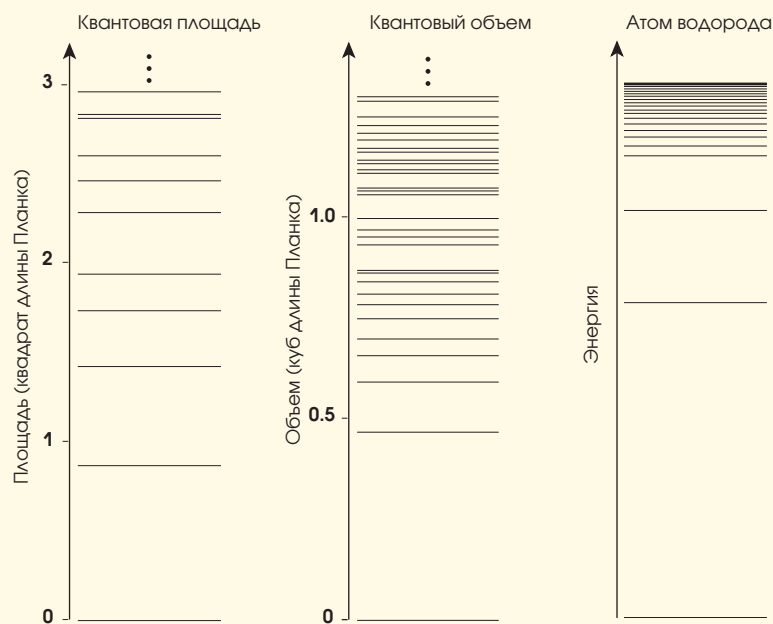 Квантовая площадь
Квантовый объем
Атом водорода
Площадь (квадрат длины Планка)
3
2
1
0
Объем (куб длины Планка)
1.0
0.5
0
Энергия